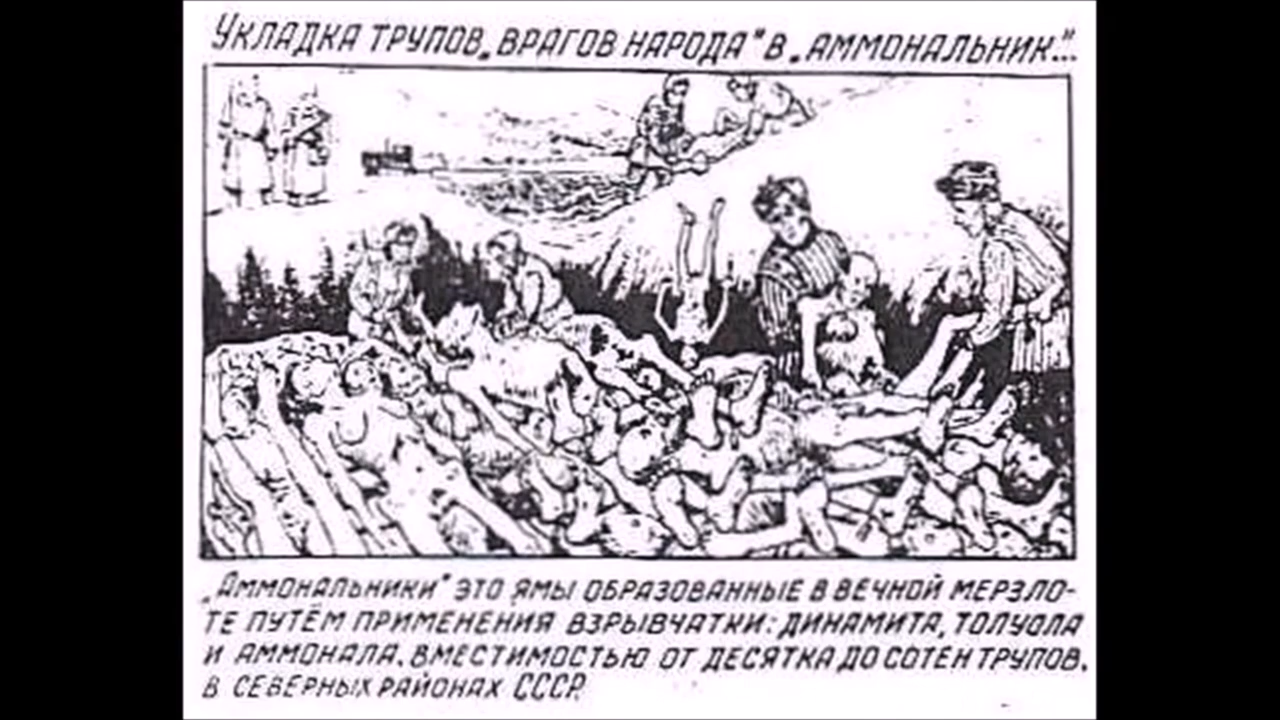 Укладка трупов „врагов народа" в „аммональник..."
„Аммональники" это ямы образованные в вечной мерзло-
те путём применения взрывчатки: динамита, толуола
и аммонала. вместимостью от десятка до сотен трупов.
в северных районах СССР.